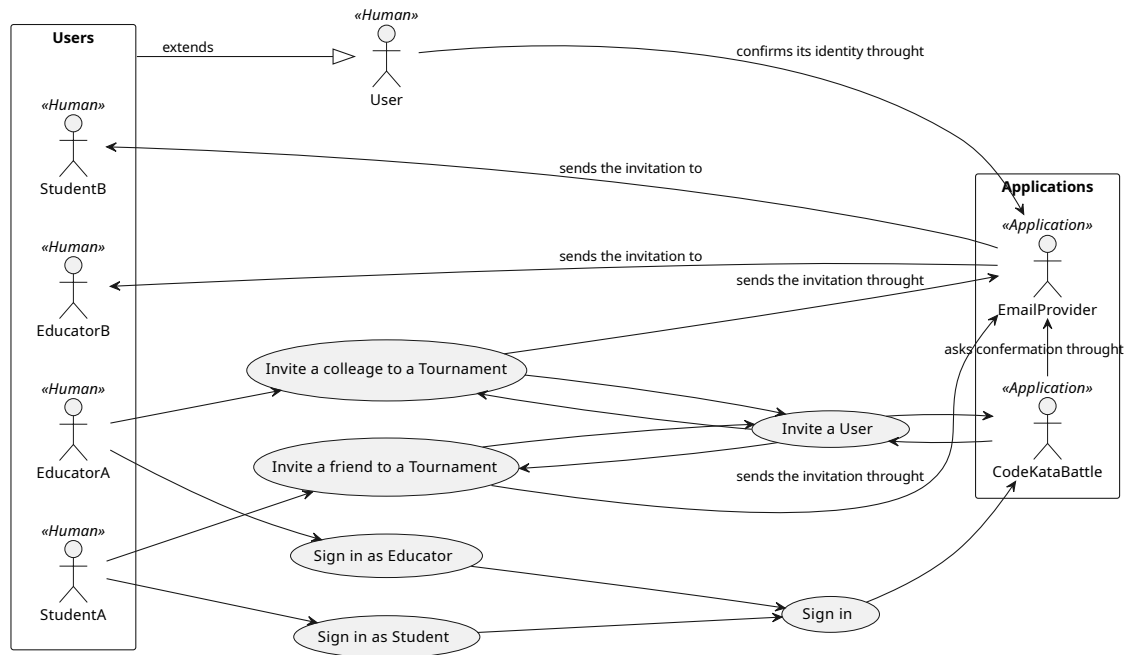 Users
«Human»
StudentB
«Human»
EducatorB
«Human»
EducatorA
«Human»
StudentA
extends
«Human»
User
confirms its identity throught
sends the invitation to
sends the invitation to
sends the invitation throught
Invite a colleage to a Tournament
Invite a friend to a Tournament
Invite a User
sends the invitation throught
Sign in as Educator
Sign in as Student
Sign in
Applications
«Application»
EmailProvider
asks confermation throught
«Application»
CodeKataBattle